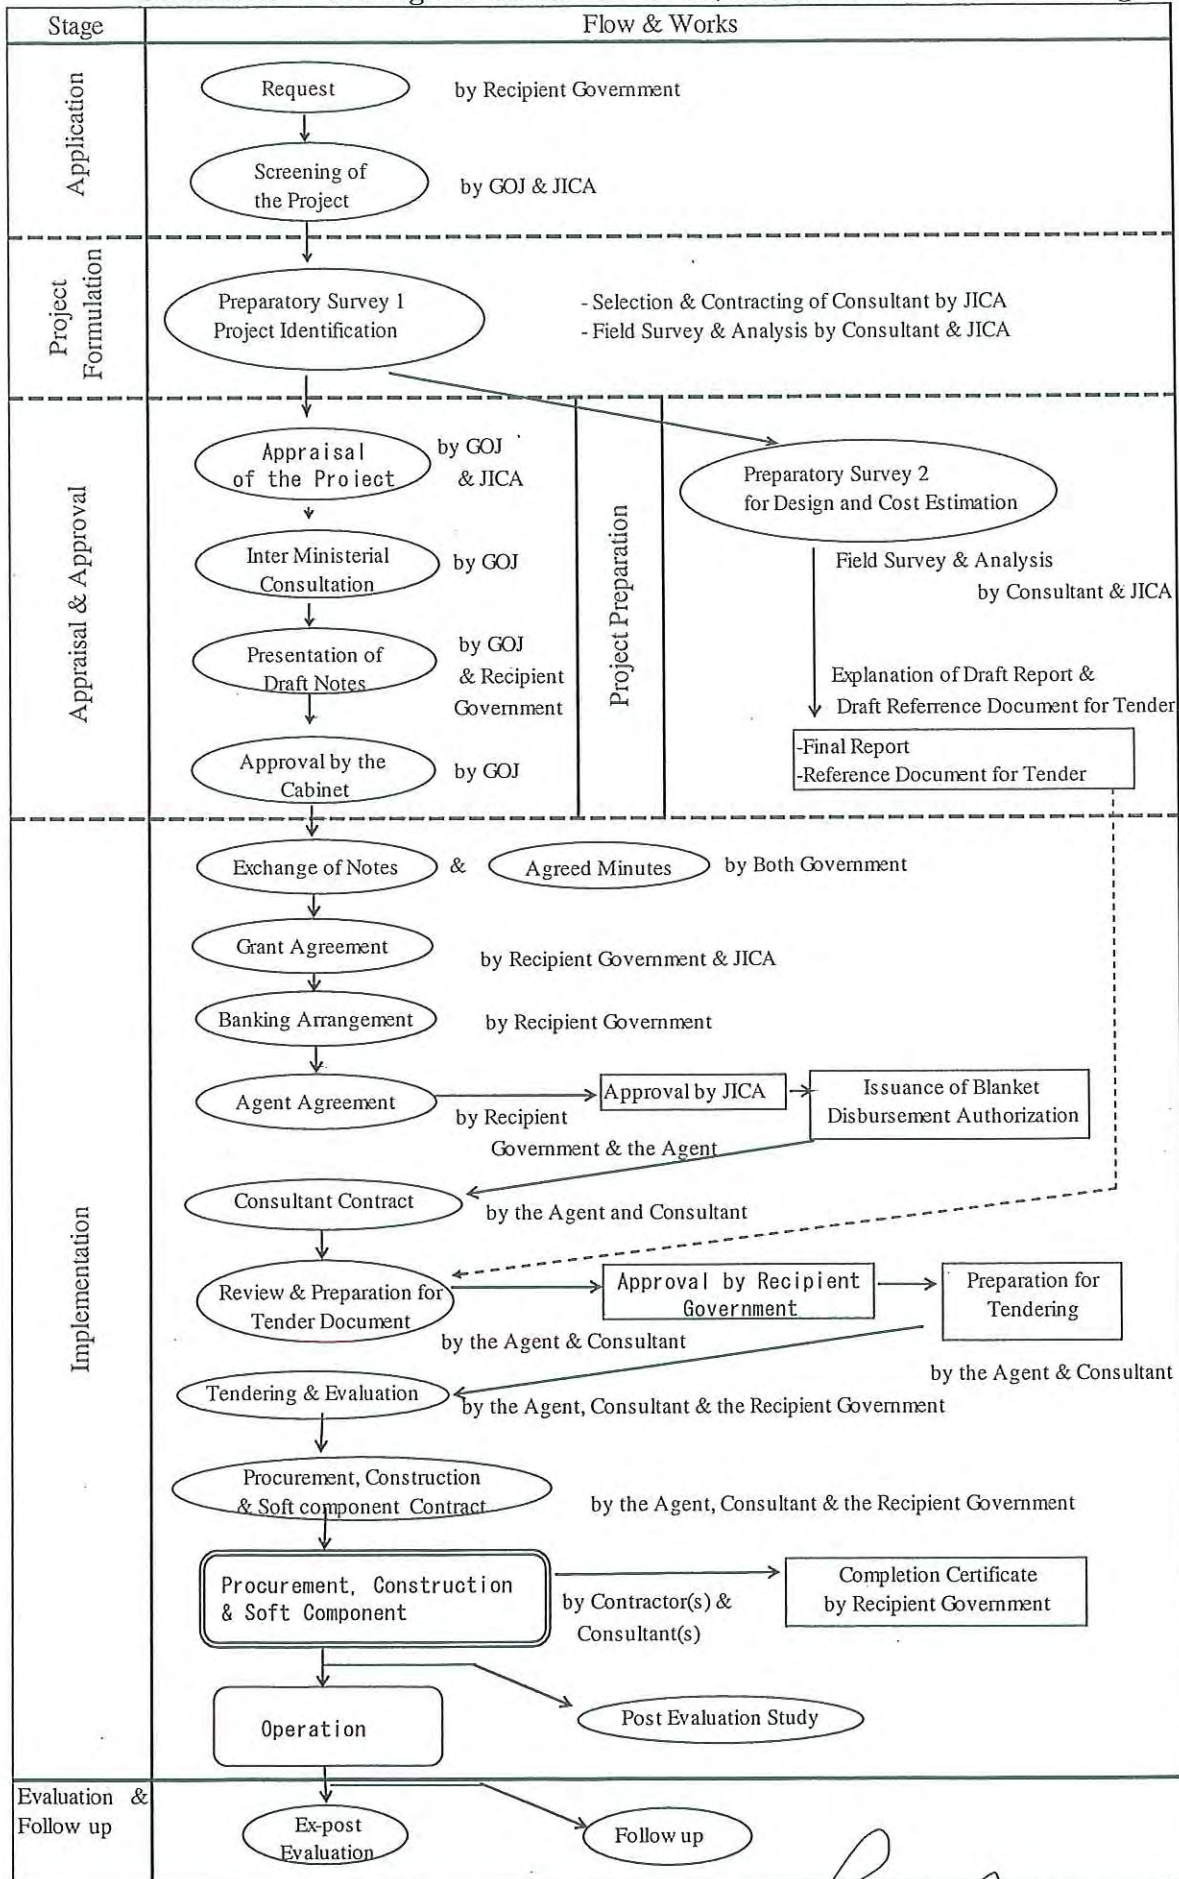 Stage
Flow & Works
Application
Request
by Recipient Government
Screening of
the Project
by GOJ & JICA
Project
Formulation
Preparatory Survey 1
Project Identification
- Selection & Contracting of Consultant by JICA
- Field Survey & Analysis by Consultant & JICA
Appraisal & Approval
Appraisal
of the Project
by GOJ
& JICA
Inter Ministerial
Consultation
by GOJ
Presentation of
Draft Notes
by GOJ
& Recipient
Government
Approval by the
Cabinet
by GOJ
Project Preparation
Preparatory Survey 2
for Design and Cost Estimation
Field Survey & Analysis
by Consultant & JICA
Explanation of Draft Report &
Draft Referrence Document for Tender
-Final Report
-Reference Document for Tender
Implementation
Exchange of Notes
&
Agreed Minutes
by Both Government
Grant Agreement
by Recipient Government & JICA
Banking Arrangement
by Recipient Government
Agent Agreement
by Recipient
Government & the Agent
Approval by JICA
Issuance of Blanket
Disbursement Authorization
Consultant Contract
by the Agent and Consultant
Review & Preparation for
Tender Document
by the Agent & Consultant
Approval by Recipient
Government
Preparation for
Tendering
by the Agent & Consultant
Tendering & Evaluation
by the Agent, Consultant & the Recipient Government
Procurement, Construction
& Soft component Contract
by the Agent, Consultant & the Recipient Government
Procurement, Construction
& Soft Component
by Contractor(s) &
Consultant(s)
Completion Certificate
by Recipient Government
Operation
Post Evaluation Study
Evaluation &
Follow up
Ex-post
Evaluation
Follow up